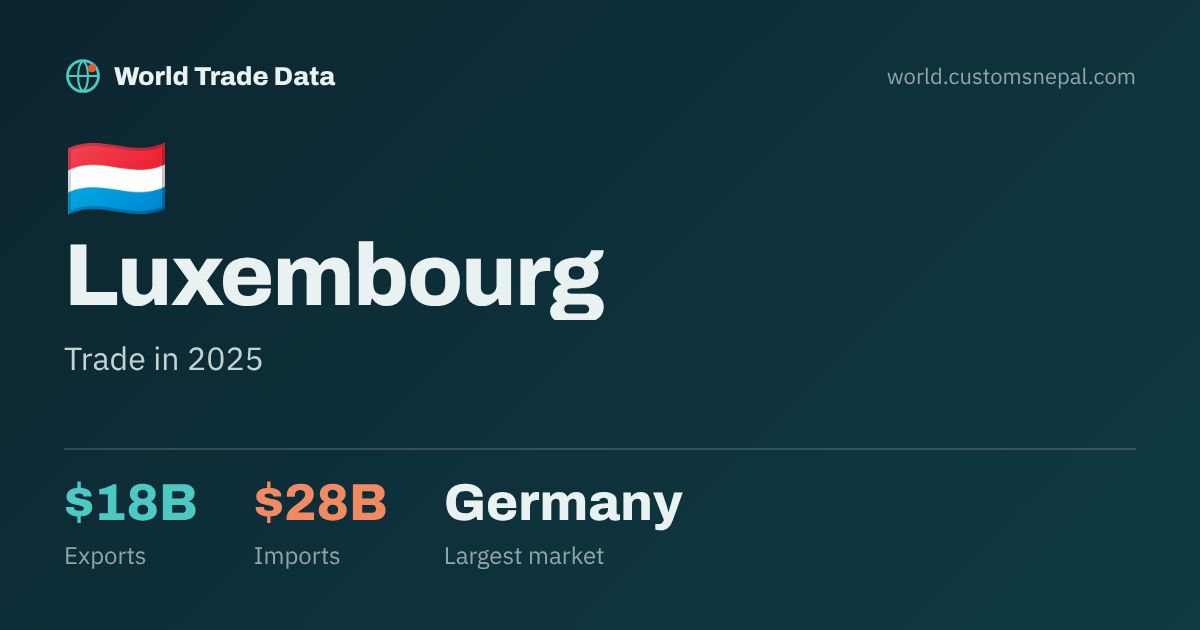 World Trade Data
world.customsnepal.com
Luxembourg
Trade in 2025
$18B
Exports
$28B
Imports
Germany
Largest market